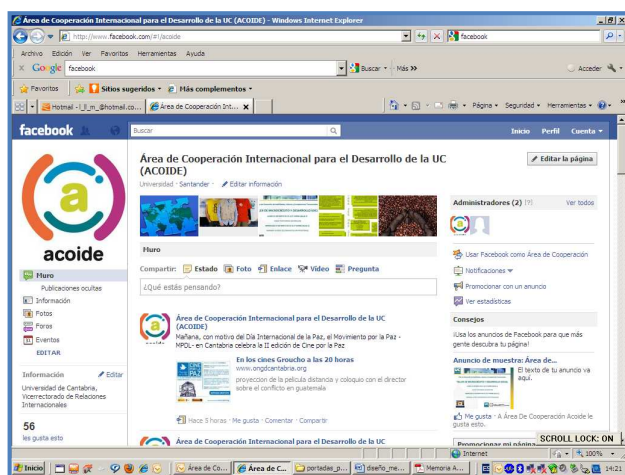 Área de Cooperación Internacional para el Desarrollo de la UC (ACOIDE) - Windows Internet Explorer
http://www.facebook.com/#!/acoide
facebook
Archivo Edición Ver Favoritos Herramientas Ayuda
Google facebook Buscar Más >> Acceder
Favoritos Sitios sugeridos Más complementos
Área de Cooperación Int... X Página Seguridad Herramientas
facebook Buscar Inicio Perfil Cuenta
Área de Cooperación Internacional para el Desarrollo de la UC
(ACOIDE)
Universidad · Santander · Editar información
Editar la página
a
acoide
Muro
Publicaciones ocultas
Información
Fotos
Foros
Eventos
EDITAR
Información Editar
Universidad de Cantabria,
Vicerrectorado de Relaciones
Internacionales
56
les gusta esto
Muro
Compartir: Estado Foto Enlace Vídeo Pregunta
¿Qué estás pensando?
Área de Cooperación Internacional para el Desarrollo de la UC
(ACOIDE)
Mañana, con motivo del Día Internacional de la Paz, el Movimiento por la Paz -
MPDL- en Cantabria celebra la II edición de Cine por la Paz
En los cines Groucho a las 20 horas
www.ongdcantabria.org
proyeccion de la película distancia y coloquio con el director
sobre el conflicto en guatemala
Hace 5 horas · Me gusta · Comentar · Compartir
Área de Cooperación Internacional para el Desarrollo de la UC
(ACOIDE)
Administradores (2) [?] Ver todos
Usar Facebook como Área de Cooperación
Notificaciones
Promocionar con un anuncio
Ver estadísticas
Consejos
¡Usa los anuncios de Facebook para que más
gente descubra tu página!
Anuncio de muestra: Área de...
El texto de tu anuncio va
aquí.
Me gusta · A Área De Cooperación Acoide le
gusta esto.
Promocionar mi página
SCROLL LOCK: ON
Internet 100%
Inicio Área de Co... Área de C... portadas_p... diseño_me... Memoria A... ES 14:21